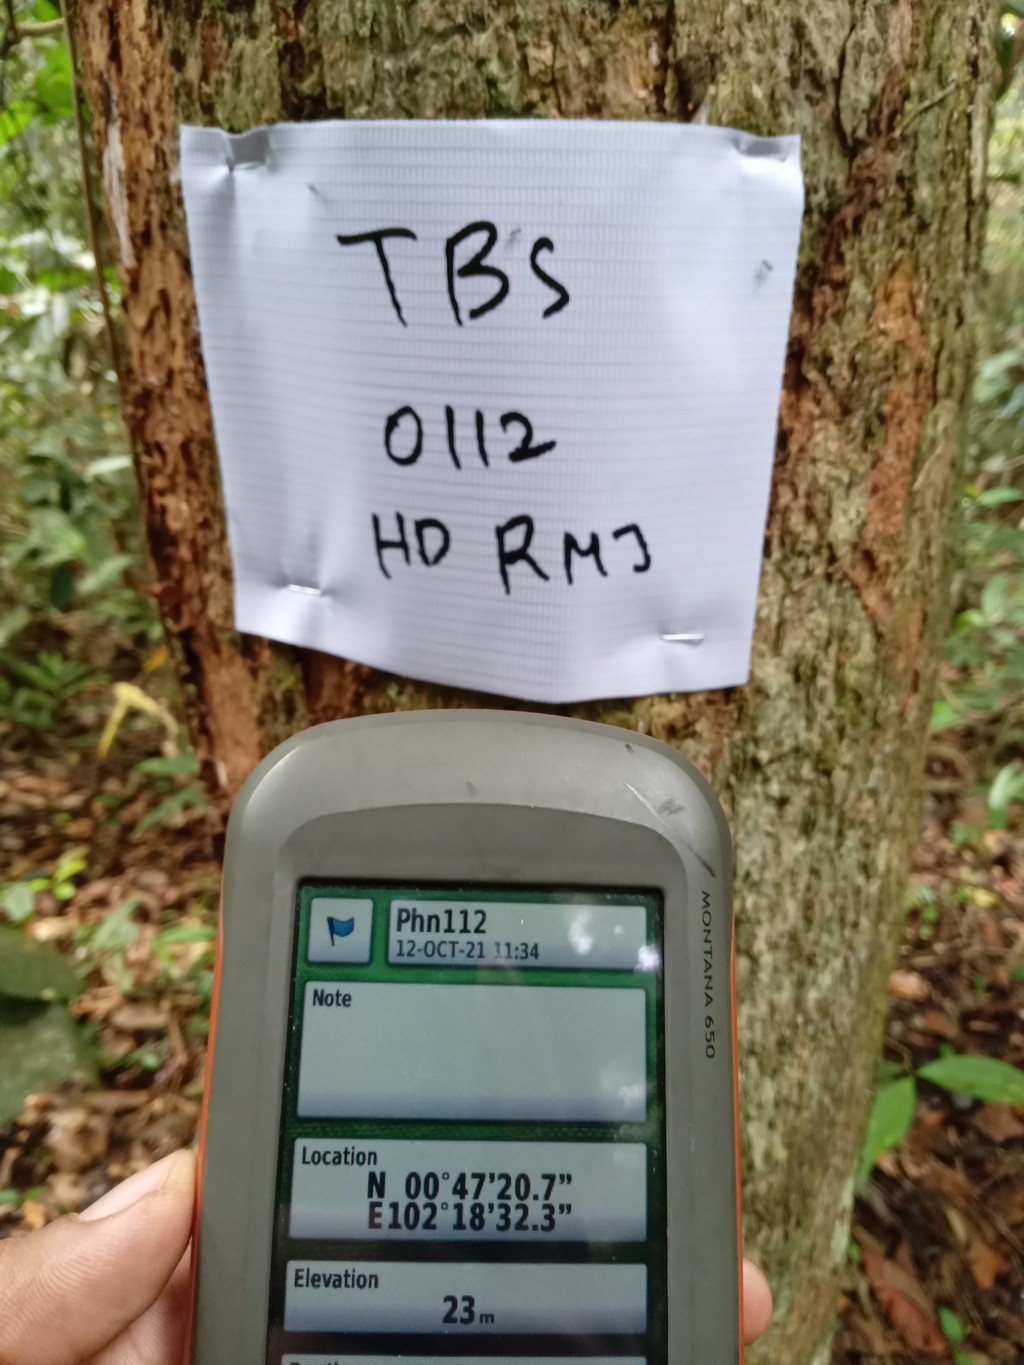 TBS
0112
HD RMJ
MONTANA 650
Phn112
12-OCT-21 11:34
Note
Location
N 00°47'20.7"
E102°18'32.3"
Elevation
23m